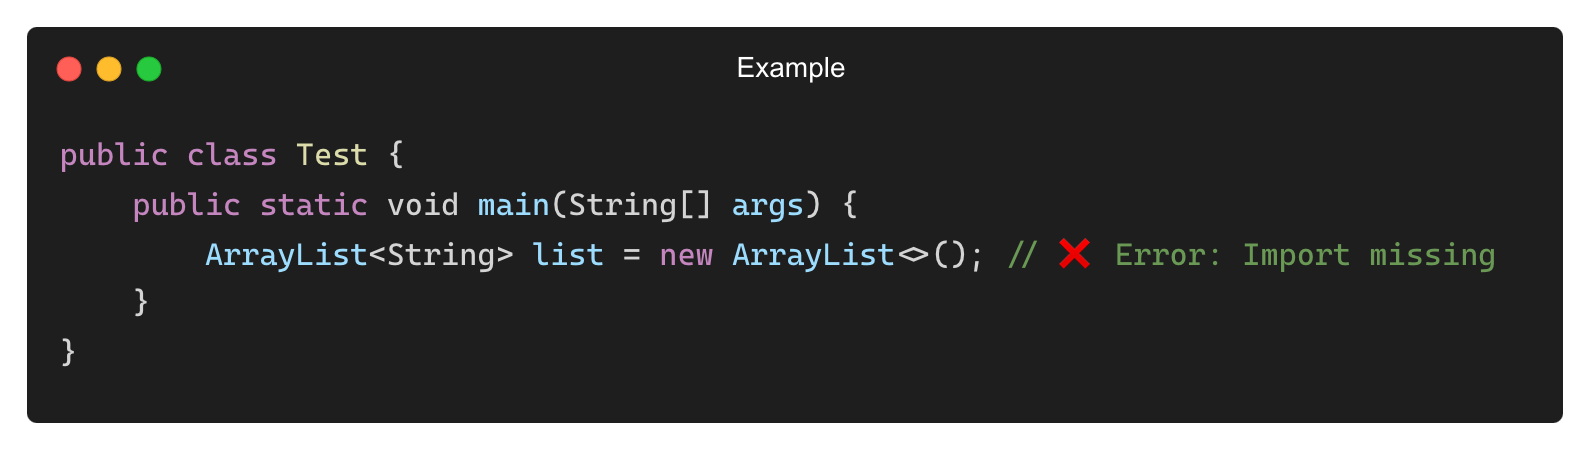 Example
public class Test {
    public static void main(String[] args) {
        ArrayList<String> list = new ArrayList<>(); // ❌ Error: Import missing
    }
}